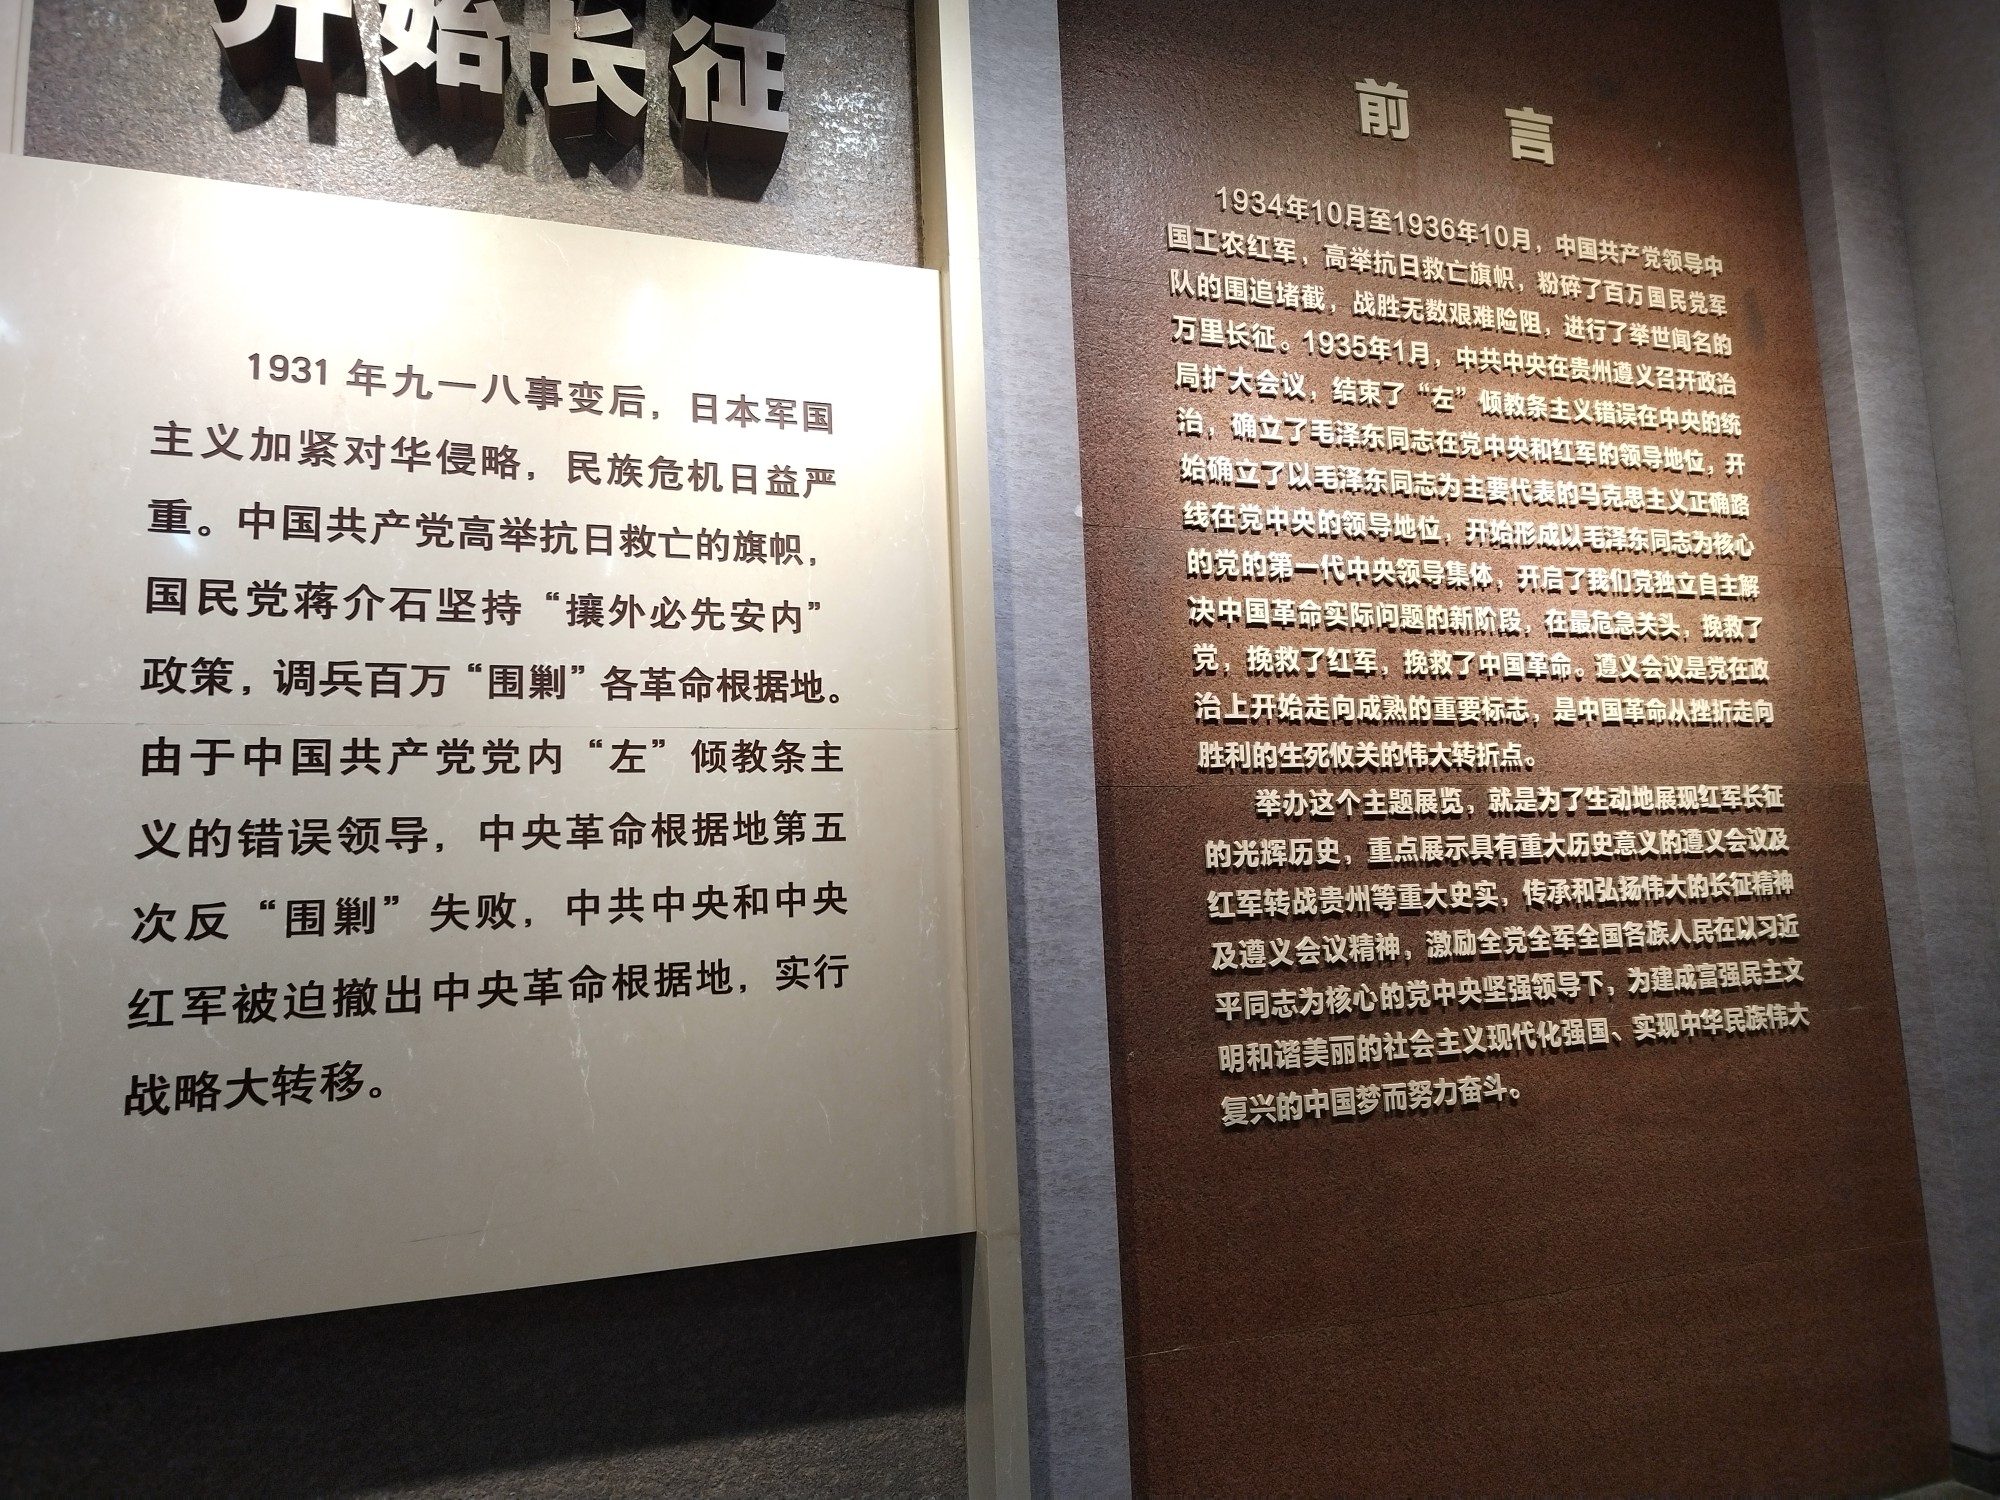 开始长征
1931年九一八事变后，日本军国
主义加紧对华侵略，民族危机日益严
重。中国共产党高举抗日救亡的旗帜，
国民党蒋介石坚持“攘外必先安内”
政策，调兵百万“围剿”各革命根据地。
由于中国共产党党内“左”倾教条主
义的错误领导，中央革命根据地第五
次反“围剿”失败，中共中央和中央
红军被迫撤出中央革命根据地，实行
战略大转移。
前言
1934年10月至1936年10月，中国共产党领导中
国工农红军，高举抗日救亡旗帜，粉碎了百万国民党军
队的围追堵截，战胜无数艰难险阻，进行了举世闻名的
万里长征。1935年1月，中共中央在贵州遵义召开政治
局扩大会议，结束了“左”倾教条主义错误在中央的统
治，确立了毛泽东同志在党中央和红军的领导地位，开
始确立了以毛泽东同志为主要代表的马克思主义正确路
线在党中央的领导地位，开始形成以毛泽东同志为核心
的党的第一代中央领导集体，开启了我们党独立自主解
决中国革命实际问题的新阶段，在最危急关头，挽救了
党，挽救了红军，挽救了中国革命。遵义会议是党在政
治上开始走向成熟的重要标志，是中国革命从挫折走向
胜利的生死攸关的伟大转折点。
举办这个主题展览，就是为了生动地展现红军长征
的光辉历史，重点展示具有重大历史意义的遵义会议及
红军转战贵州等重大史实，传承和弘扬伟大的长征精神
及遵义会议精神，激励全党全军全国各族人民在以习近
平同志为核心的党中央坚强领导下，为建成富强民主文
明和谐美丽的社会主义现代化强国、实现中华民族伟大
复兴的中国梦而努力奋斗。